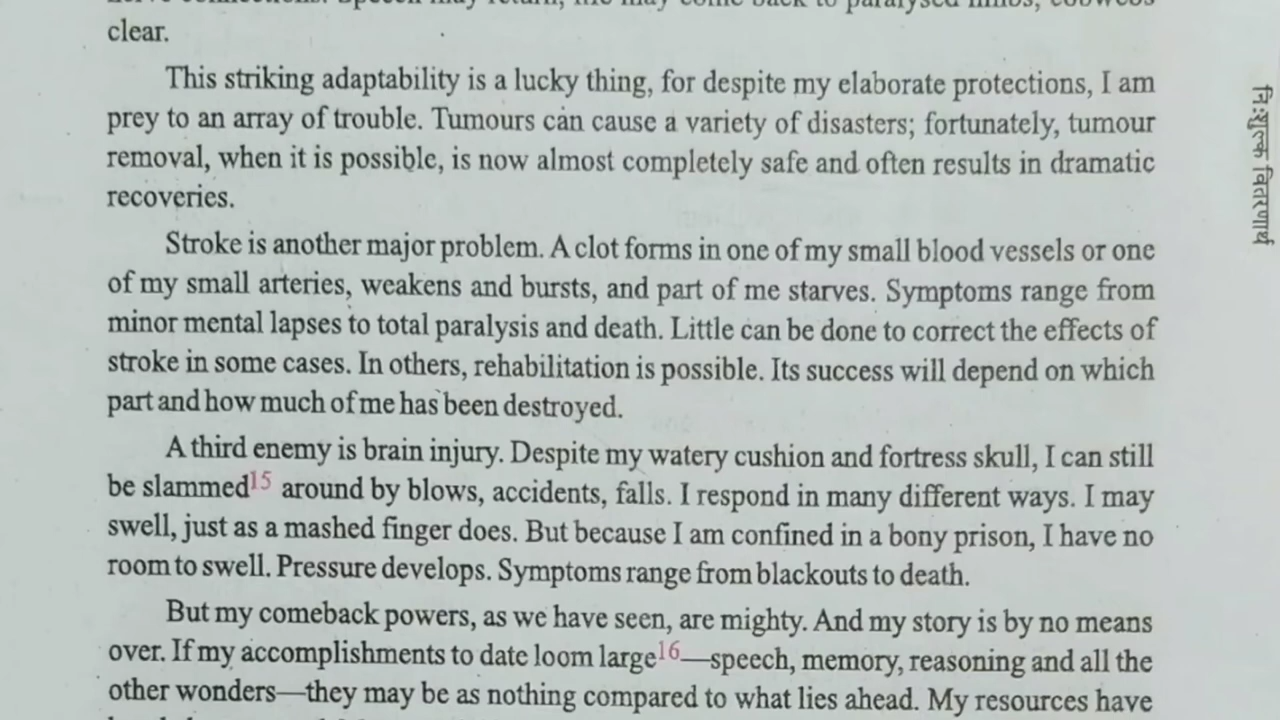 clear.
This striking adaptability is a lucky thing, for despite my elaborate protections, I am
prey to an array of trouble. Tumours can cause a variety of disasters; fortunately, tumour
removal, when it is possible, is now almost completely safe and often results in dramatic
recoveries.
Stroke is another major problem. A clot forms in one of my small blood vessels or one
of my small arteries, weakens and bursts, and part of me starves. Symptoms range from
minor mental lapses to total paralysis and death. Little can be done to correct the effects of
stroke in some cases. In others, rehabilitation is possible. Its success will depend on which
part and how much of me has been destroyed.
A third enemy is brain injury. Despite my watery cushion and fortress skull, I can still
be slammed15 around by blows, accidents, falls. I respond in many different ways. I may
swell, just as a mashed finger does. But because I am confined in a bony prison, I have no
room to swell. Pressure develops. Symptoms range from blackouts to death.
But my comeback powers, as we have seen, are mighty. And my story is by no means
over. If my accomplishments to date loom large16—speech, memory, reasoning and all the
other wonders—they may be as nothing compared to what lies ahead. My resources have
नि:शुल्क वितरणार्थ